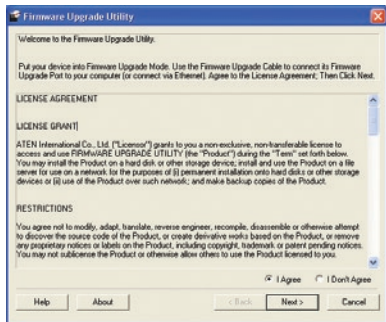 Firmware Upgrade Utility
Welcome to the Firmware Upgrade Utility.
Put your device into Firmware Upgrade Mode. Use the Firmware Upgrade Cable to connect its Firmware
Upgrade Port to your computer (or connect via Ethernet). Agree to the License Agreement; Then Click Next.
LICENSE AGREEMENT
LICENSE GRANT
ATEN International Co., Ltd. ("Licensor") grants to you a non-exclusive, non-transferable license to
access and use FIRMWARE UPGRADE UTILITY (the "Product") during the "Term" set forth below.
You may install the Product on a hard disk or other storage device; install and use the Product on a file
server for use on a network for the purposes of (i) permanent installation onto hard disks or other storage
devices or (ii) use of the Product over such network; and make backup copies of the Product.
RESTRICTIONS
You agree not to modify, adapt, translate, reverse engineer, recompile, disassemble or otherwise attempt
to discover the source code of the Product, or create derivative works based on the Product, or remove
any proprietary notices or labels on the Product, including copyright, trademark or patent pending notices.
You may not sublicense the Product or otherwise allow others to use the Product licensed to you.
I Agree I Don't Agree
Help About < Back Next > Cancel